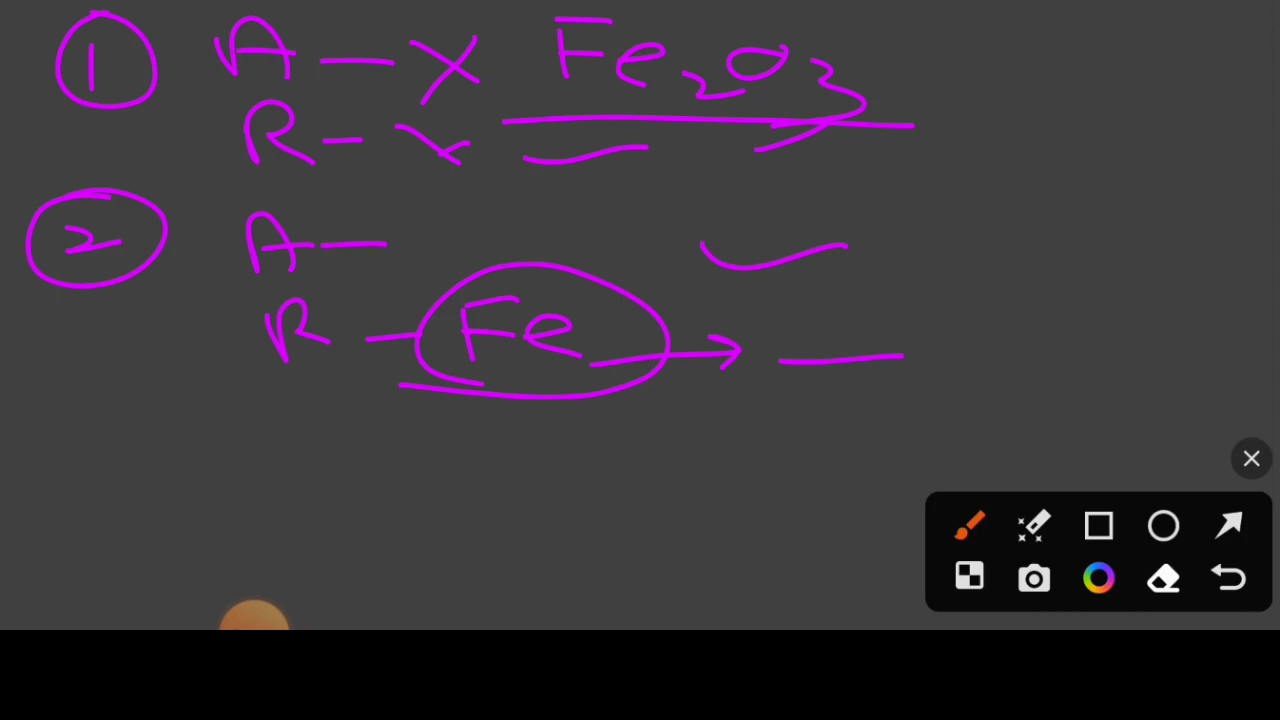 1 A — X Fe₂O₃
R — X
2 A —
R — Fe → —